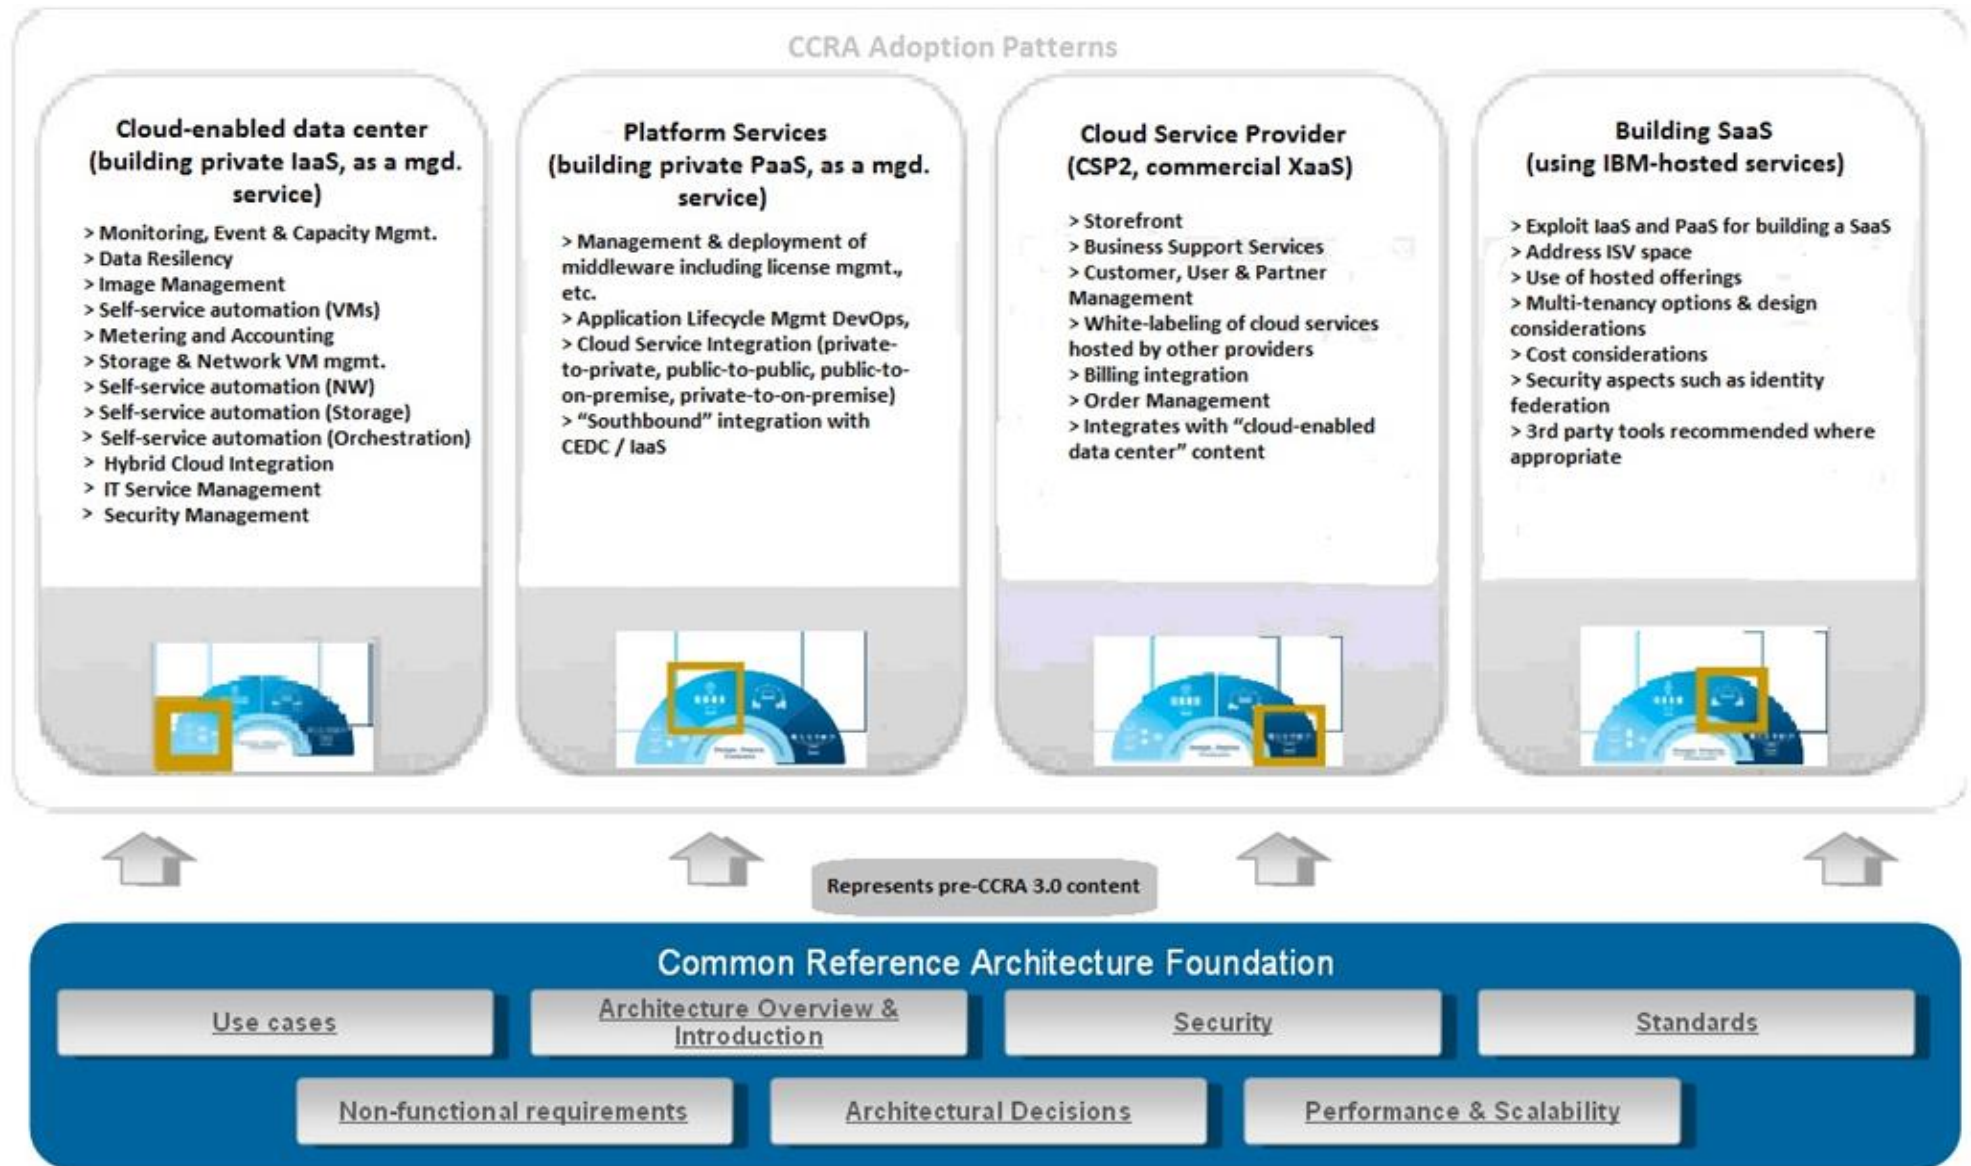 CCRA Adoption Patterns
Cloud-enabled data center
(building private IaaS, as a mgd.
service)
> Monitoring, Event & Capacity Mgmt.
> Data Resilency
> Image Management
> Self-service automation (VMs)
> Metering and Accounting
> Storage & Network VM mgmt.
> Self-service automation (NW)
> Self-service automation (Storage)
> Self-service automation (Orchestration)
> Hybrid Cloud Integration
> IT Service Management
> Security Management
Platform Services
(building private PaaS, as a mgd.
service)
> Management & deployment of
middleware including license mgmt.,
etc.
> Application Lifecycle Mgmt DevOps,
> Cloud Service Integration (private-
to-private, public-to-public, public-to-
on-premise, private-to-on-premise)
> “Southbound” integration with
CEDC / IaaS
Cloud Service Provider
(CSP2, commercial XaaS)
> Storefront
> Business Support Services
> Customer, User & Partner
Management
> White-labeling of cloud services
hosted by other providers
> Billing integration
> Order Management
> Integrates with “cloud-enabled
data center” content
Building SaaS
(using IBM-hosted services)
> Exploit IaaS and PaaS for building a SaaS
> Address ISV space
> Use of hosted offerings
> Multi-tenancy options & design
considerations
> Cost considerations
> Security aspects such as identity
federation
> 3rd party tools recommended where
appropriate
Represents pre-CCRA 3.0 content
Common Reference Architecture Foundation
Use cases
Architecture Overview &
Introduction
Security
Standards
Non-functional requirements
Architectural Decisions
Performance & Scalability